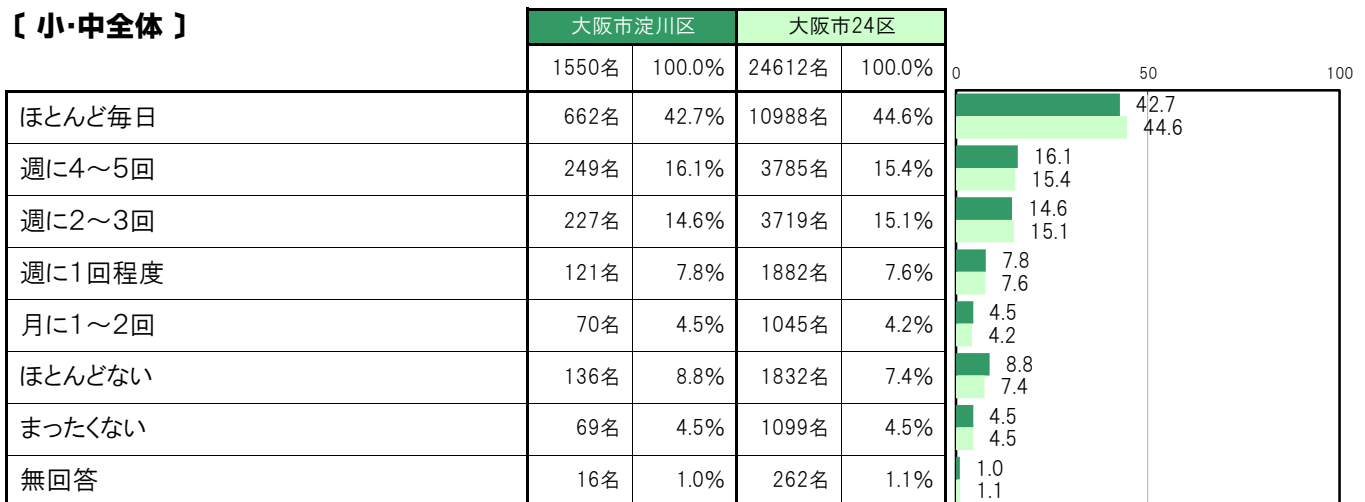 〔 小・中全体 〕 大阪市淀川区 大阪市24区
1550名 100.0% 24612名 100.0% 0 50 100
ほとんど毎日 662名 42.7% 10988名 44.6% 42.7
44.6
週に4～5回 249名 16.1% 3785名 15.4% 16.1
15.4
週に2～3回 227名 14.6% 3719名 15.1% 14.6
15.1
週に1回程度 121名 7.8% 1882名 7.6% 7.8
7.6
月に1～2回 70名 4.5% 1045名 4.2% 4.5
4.2
ほとんどない 136名 8.8% 1832名 7.4% 8.8
7.4
まったくない 69名 4.5% 1099名 4.5% 4.5
4.5
無回答 16名 1.0% 262名 1.1% 1.0
1.1